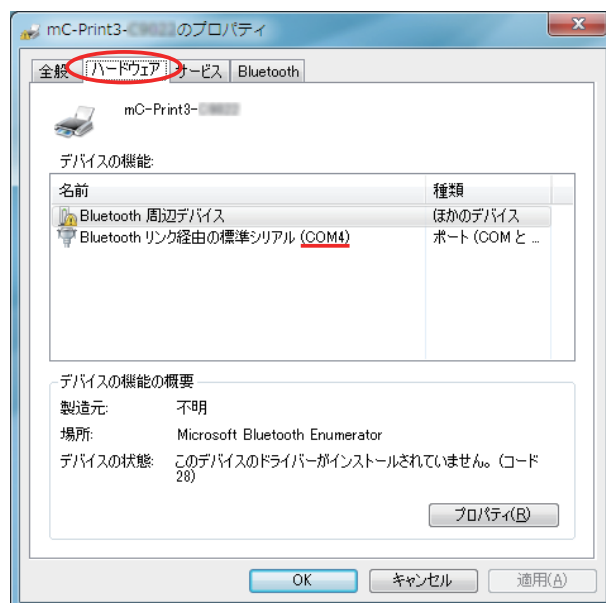 mC-Print3- のプロパティ
全般 ハードウェア サービス Bluetooth
mC-Print3-
デバイスの機能:
名前 種類
Bluetooth 周辺デバイス ほかのデバイス
Bluetooth リンク経由の標準シリアル (COM4) ポート (COM と ...
デバイスの機能の概要
製造元: 不明
場所: Microsoft Bluetooth Enumerator
デバイスの状態: このデバイスのドライバーがインストールされていません。(コード
28)
プロパティ(R)
OK キャンセル 適用(A)